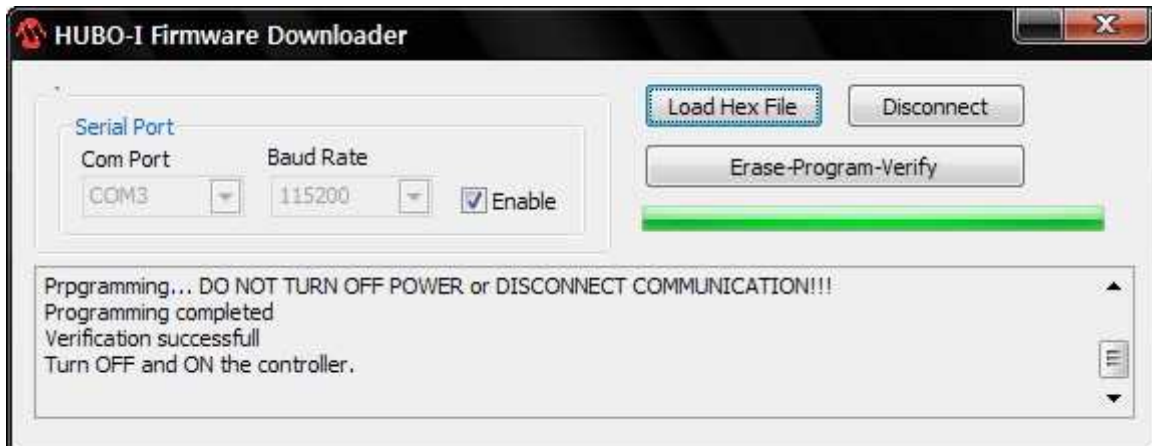 HUBO-I Firmware Downloader
Serial Port
Com Port Baud Rate
COM3 115200 Enable
Load Hex File Disconnect
Erase-Program-Verify
Prpgramming... DO NOT TURN OFF POWER or DISCONNECT COMMUNICATION!!!
Programming completed
Verification successfull
Turn OFF and ON the controller.